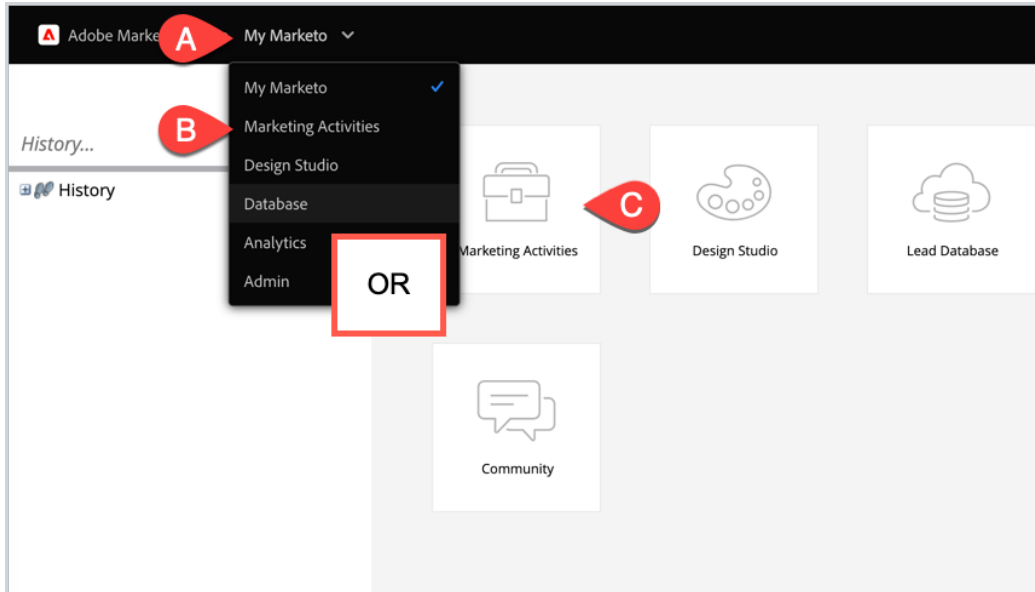 Adobe Marke
A
My Marketo
My Marketo
B
Marketing Activities
Design Studio
Database
Analytics
Admin
OR
History...
History
C
Marketing Activities
Design Studio
Lead Database
Community